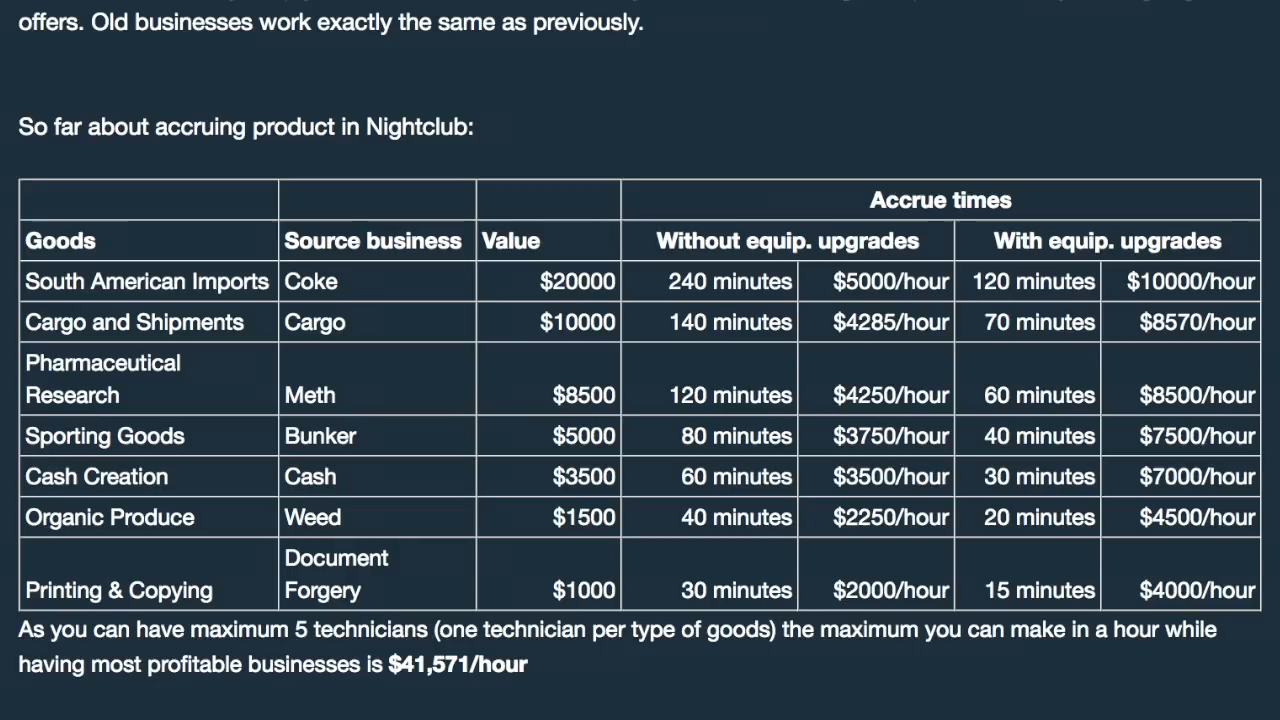 offers. Old businesses work exactly the same as previously.
So far about accruing product in Nightclub:
Accrue times
Goods Source business Value Without equip. upgrades With equip. upgrades
South American Imports Coke $20000 240 minutes $5000/hour 120 minutes $10000/hour
Cargo and Shipments Cargo $10000 140 minutes $4285/hour 70 minutes $8570/hour
Pharmaceutical
Research Meth $8500 120 minutes $4250/hour 60 minutes $8500/hour
Sporting Goods Bunker $5000 80 minutes $3750/hour 40 minutes $7500/hour
Cash Creation Cash $3500 60 minutes $3500/hour 30 minutes $7000/hour
Organic Produce Weed $1500 40 minutes $2250/hour 20 minutes $4500/hour
Document
Printing & Copying Forgery $1000 30 minutes $2000/hour 15 minutes $4000/hour
As you can have maximum 5 technicians (one technician per type of goods) the maximum you can make in a hour while
having most profitable businesses is $41,571/hour